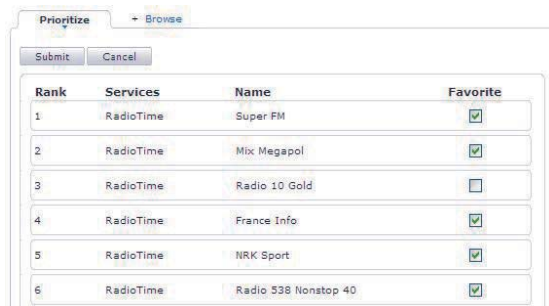 Prioritize + Browse
Submit Cancel
Rank Services Name Favorite
1 RadioTime Super FM
2 RadioTime Mix Megapol
3 RadioTime Radio 10 Gold
4 RadioTime France Info
5 RadioTime NRK Sport
6 RadioTime Radio 538 Nonstop 40